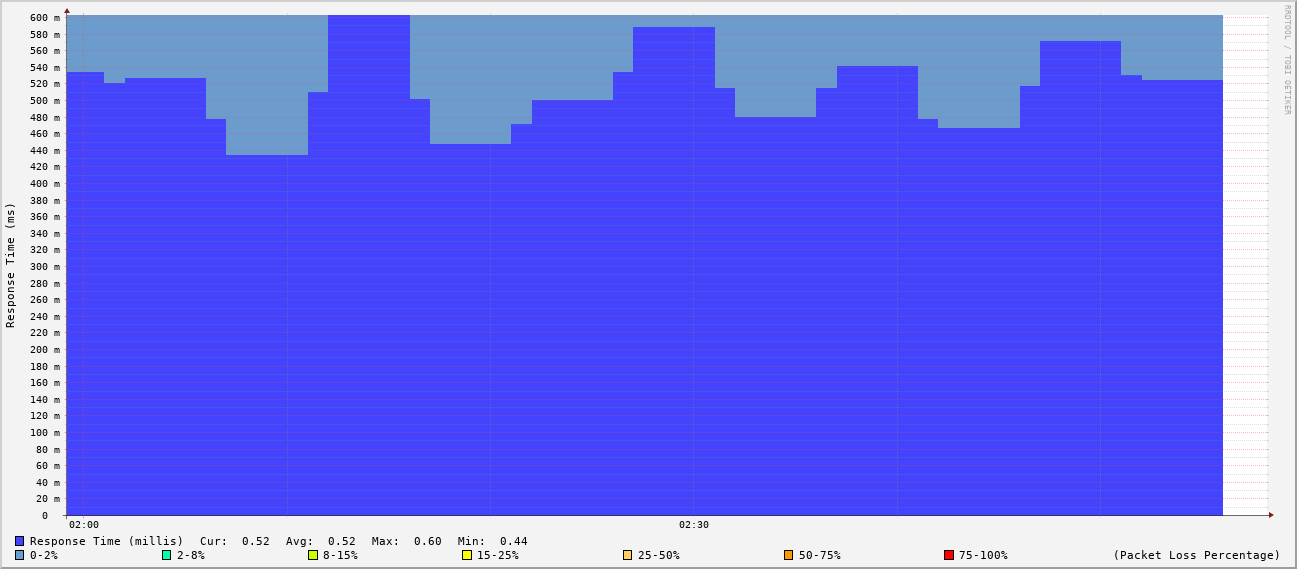 RRDTOOL / TOBI OETIKER
Response Time (ms)
600 m
580 m
560 m
540 m
520 m
500 m
480 m
460 m
440 m
420 m
400 m
380 m
360 m
340 m
320 m
300 m
280 m
260 m
240 m
220 m
200 m
180 m
160 m
140 m
120 m
100 m
80 m
60 m
40 m
20 m
0
02:00 02:30
Response Time (millis) Cur: 0.52 Avg: 0.52 Max: 0.60 Min: 0.44
0-2% 2-8% 8-15% 15-25% 25-50% 50-75% 75-100% (Packet Loss Percentage)